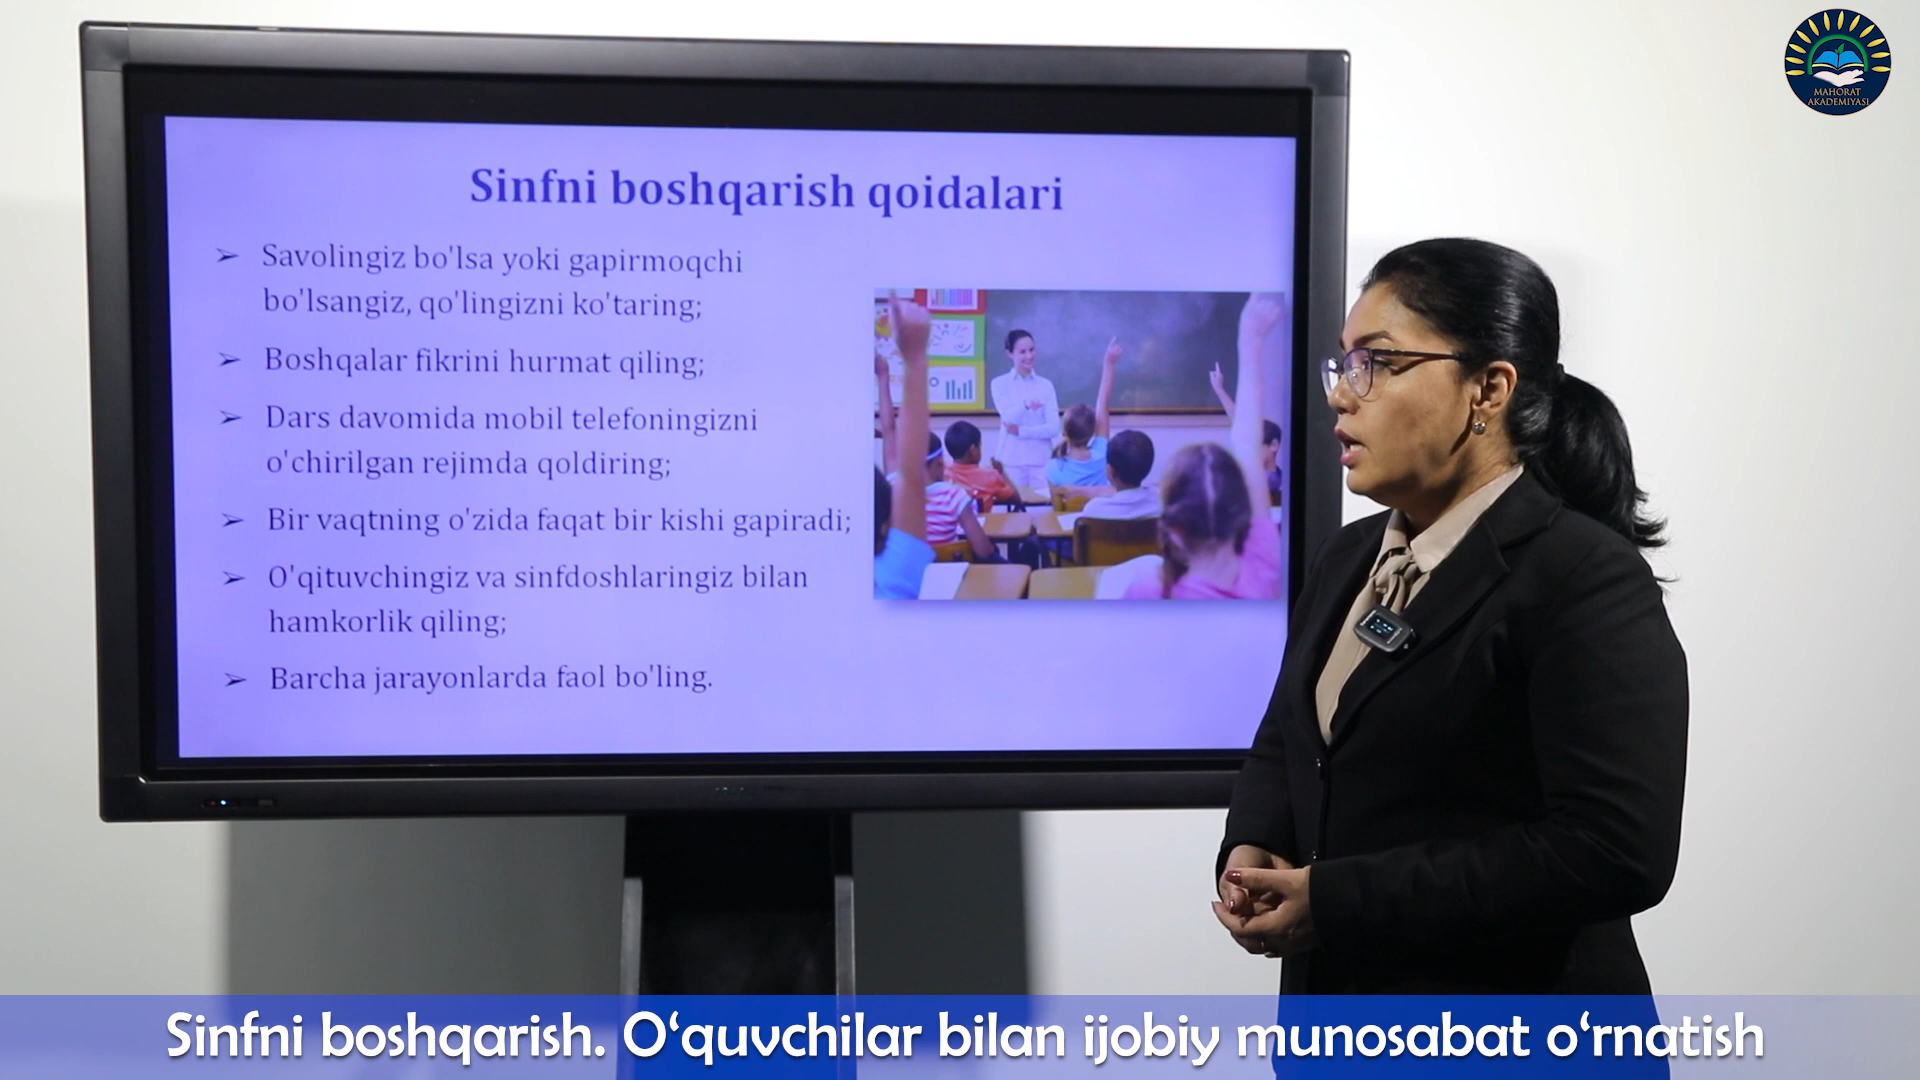 MAHORAT
AKADEMIYASI
Sinfni boshqarish qoidalari
➢ Savolingiz bo'lsa yoki gapirmoqchi
bo'lsangiz, qo'lingizni ko'taring;
➢ Boshqalar fikrini hurmat qiling;
➢ Dars davomida mobil telefoningizni
o'chirilgan rejimda qoldiring;
➢ Bir vaqtning o'zida faqat bir kishi gapiradi;
➢ O'qituvchingiz va sinfdoshlaringiz bilan
hamkorlik qiling;
➢ Barcha jarayonlarda faol bo'ling.
Sinfni boshqarish. O‘quvchilar bilan ijobiy munosabat o‘rnatish